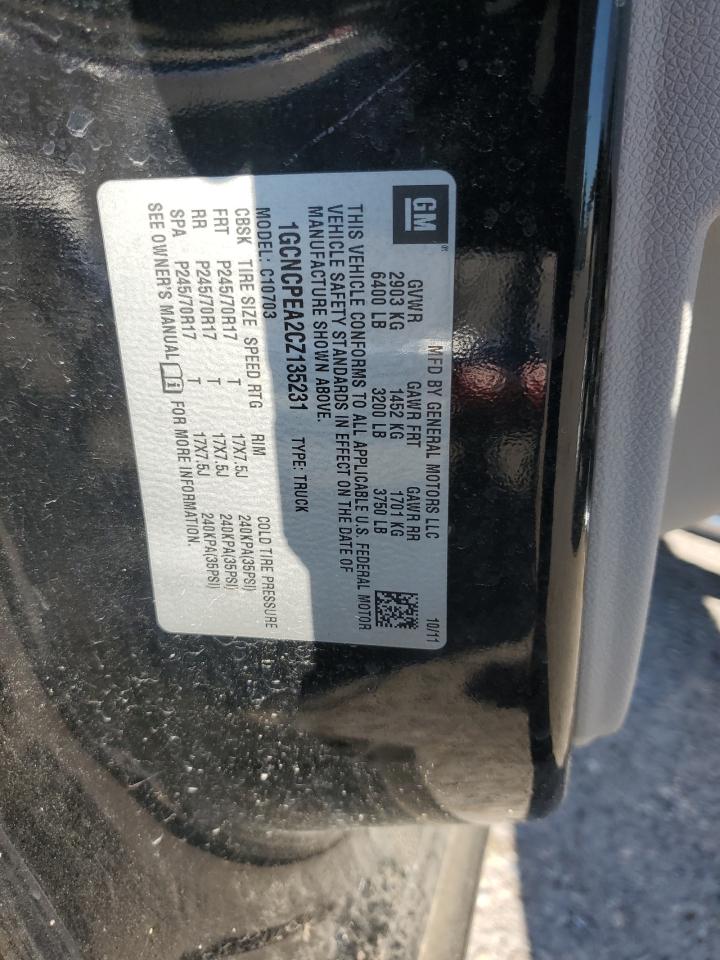 GM
MFD BY GENERAL MOTORS LLC 10/11
GVWR GAWR FRT GAWR RR
2903 KG 1452 KG 1701 KG
6400 LB 3200 LB 3750 LB
THIS VEHICLE CONFORMS TO ALL APPLICABLE U.S. FEDERAL MOTOR
VEHICLE SAFETY STANDARDS IN EFFECT ON THE DATE OF
MANUFACTURE SHOWN ABOVE.
1GCNCPEA2CZ135231 TYPE: TRUCK
MODEL: C10703
CBSK TIRE SIZE SPEED RTG RIM COLD TIRE PRESSURE
FRT P245/70R17 T 17X7.5J 240KPA(35PSI)
RR P245/70R17 T 17X7.5J 240KPA(35PSI)
SPA P245/70R17 T 17X7.5J 240KPA(35PSI)
SEE OWNER'S MANUAL i FOR MORE INFORMATION.